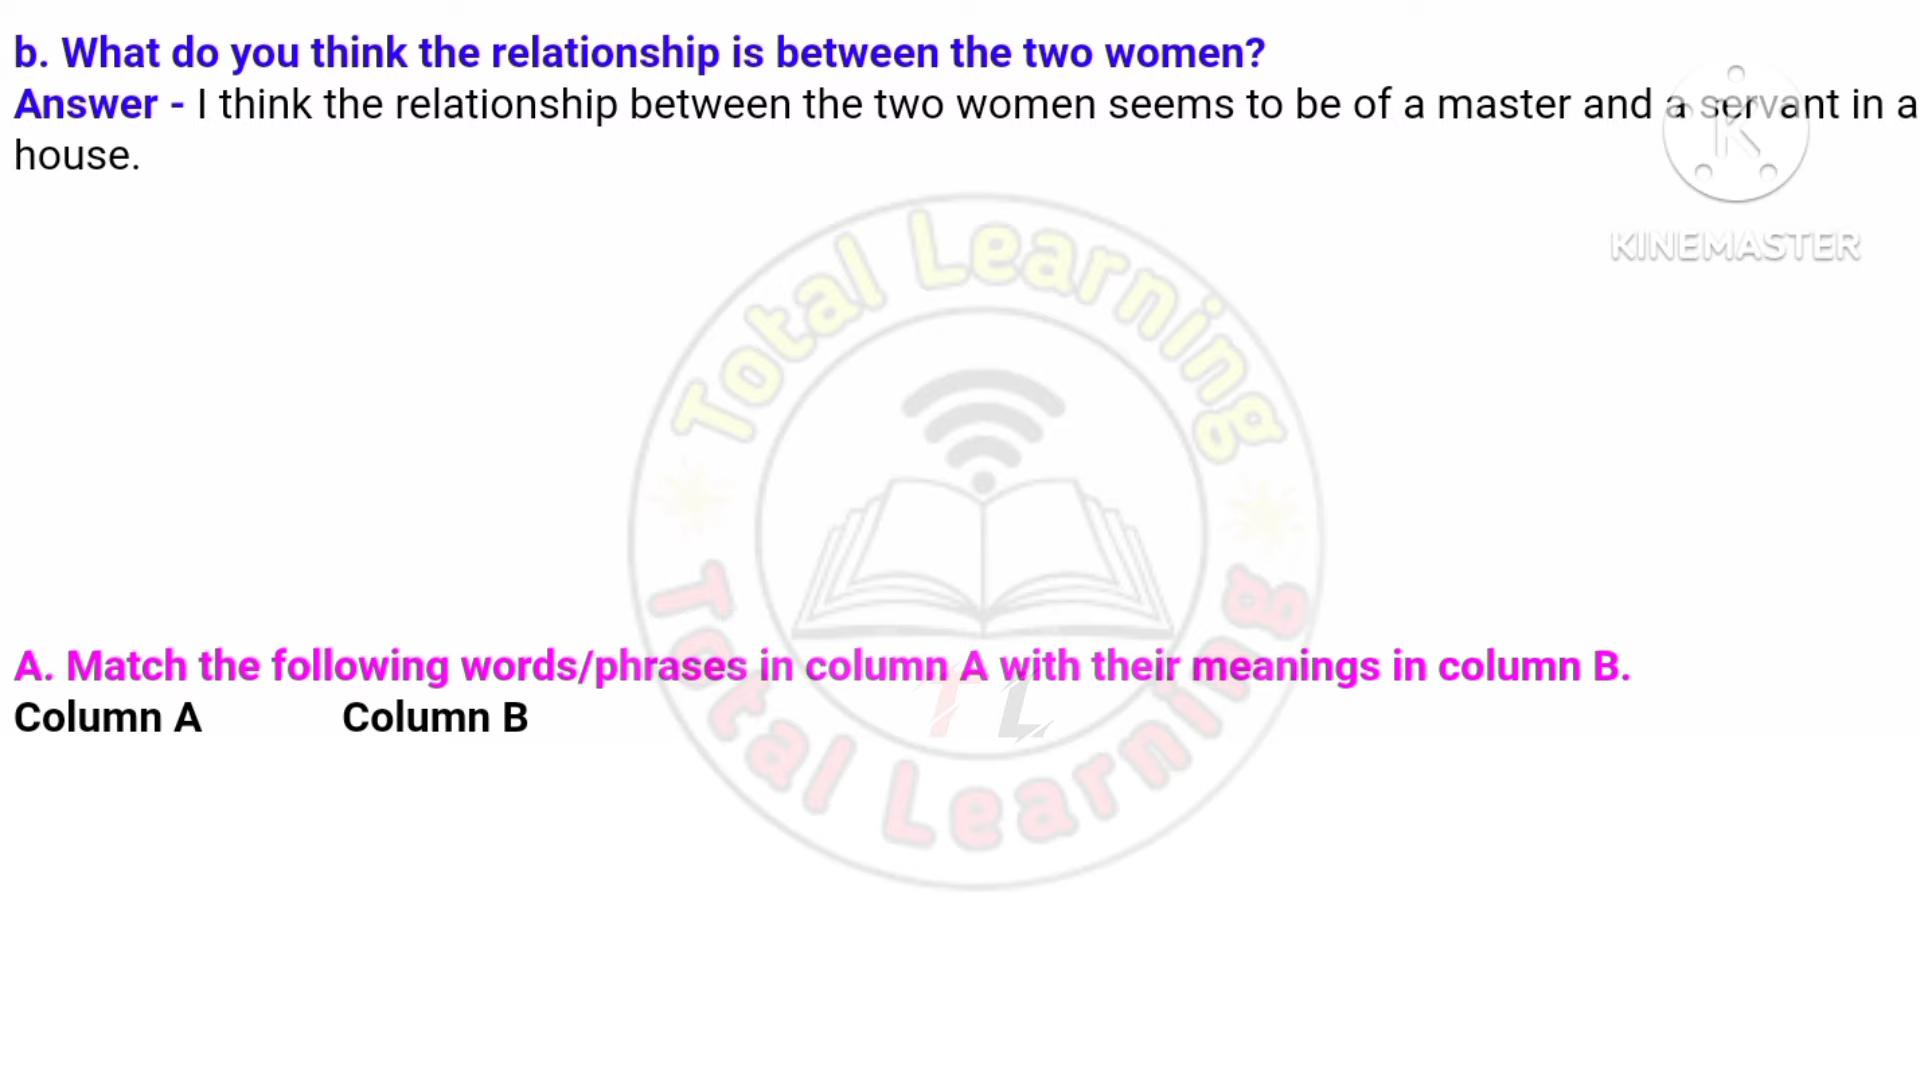 b. What do you think the relationship is between the two women?
Answer - I think the relationship between the two women seems to be of a master and a servant in a
house.
K
KINEMASTER
Total Learning
A. Match the following words/phrases in column A with their meanings in column B.
Column A Column B
TL
Total Learning